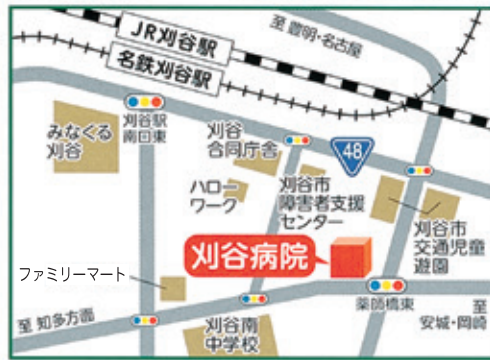 至 豊明・名古屋
JR刈谷駅
名鉄刈谷駅
刈谷駅
南口東
みなくる
刈谷
刈谷
合同庁舎
48
ハロー
ワーク
刈谷市
障害者支援
センター
刈谷市
交通児童
遊園
刈谷病院
ファミリーマート
薬師橋東
至 知多方面
刈谷南
中学校
至
安城・岡崎